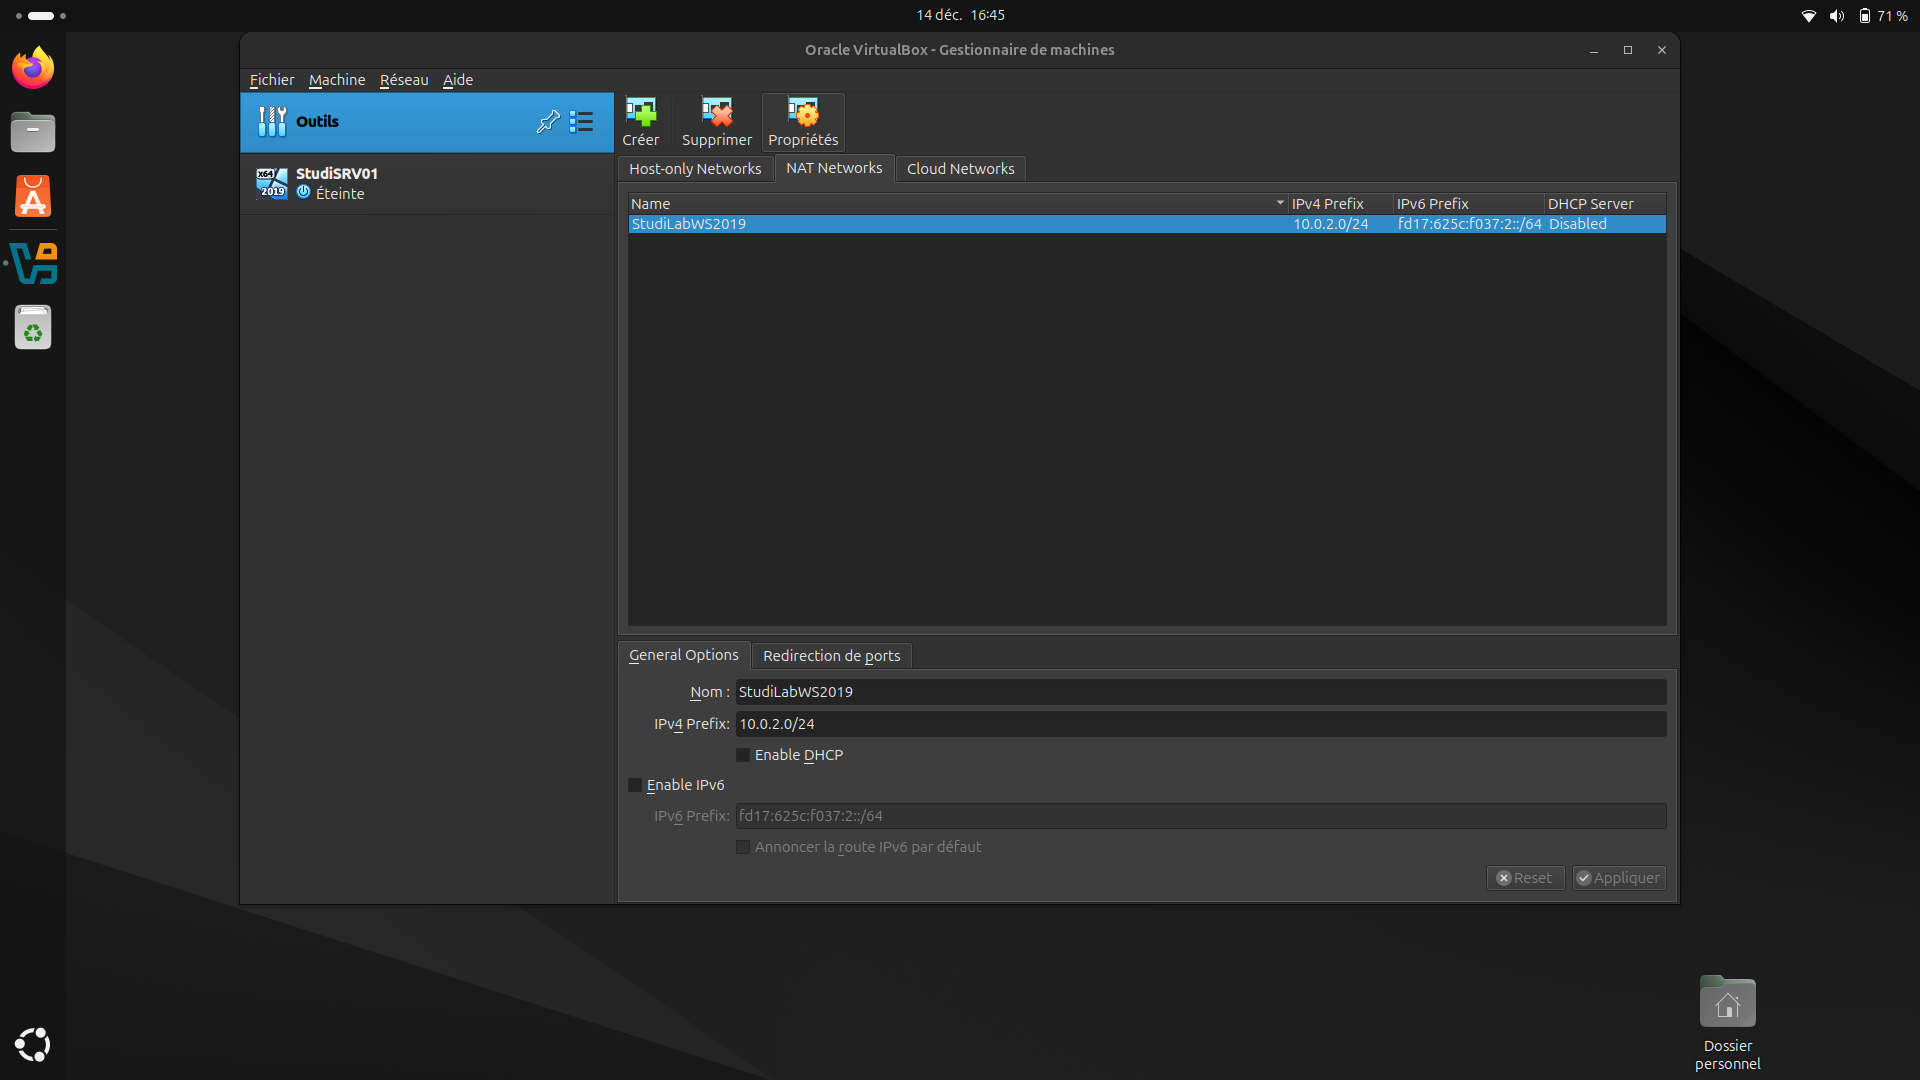 14 déc. 16:45
71 %
Oracle VirtualBox - Gestionnaire de machines
Fichier Machine Réseau Aide
Outils
x64
2019
StudiSRV01
Éteinte
Créer Supprimer Propriétés
Host-only Networks NAT Networks Cloud Networks
Name IPv4 Prefix IPv6 Prefix DHCP Server
StudiLabWS2019 10.0.2.0/24 fd17:625c:f037:2::/64 Disabled
General Options Redirection de ports
Nom : StudiLabWS2019
IPv4 Prefix: 10.0.2.0/24
Enable DHCP
Enable IPv6
IPv6 Prefix: fd17:625c:f037:2::/64
Annoncer la route IPv6 par défaut
Reset Appliquer
Dossier
personnel